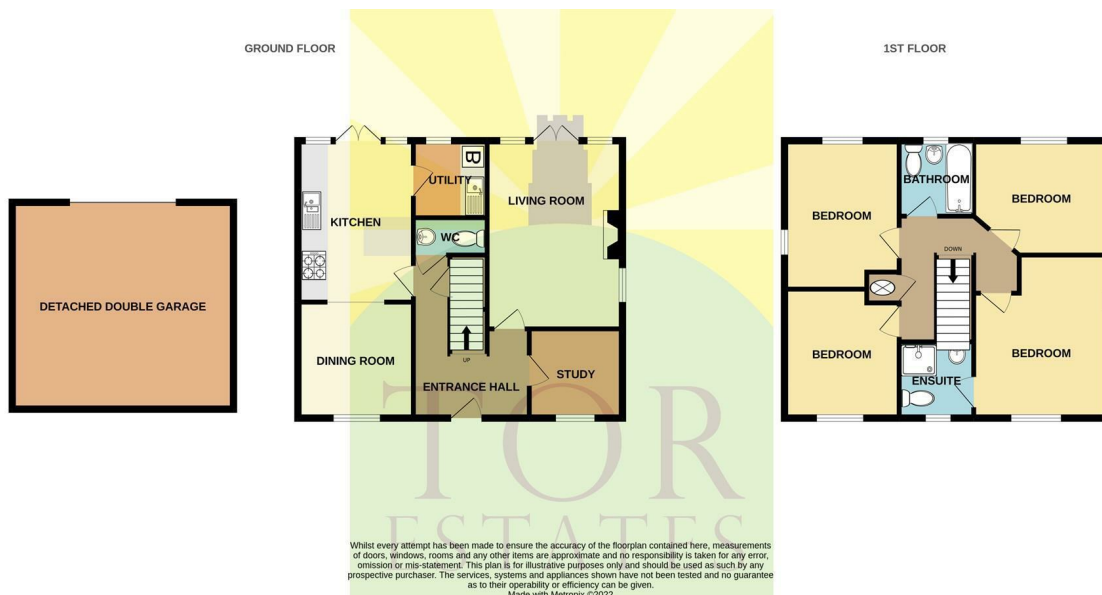 GROUND FLOOR
1ST FLOOR
DETACHED DOUBLE GARAGE
KITCHEN
UTILITY
B
WC
LIVING ROOM
DINING ROOM
UP
ENTRANCE HALL
STUDY
BEDROOM
BATHROOM
BEDROOM
DOWN
BEDROOM
ENSUITE
BEDROOM
TOR
ESTATES
Whilst every attempt has been made to ensure the accuracy of the floorplan contained here, measurements
of doors, windows, rooms and any other items are approximate and no responsibility is taken for any error,
omission or mis-statement. This plan is for illustrative purposes only and should be used as such by any
prospective purchaser. The services, systems and appliances shown have not been tested and no guarantee
as to their operability or efficiency can be given.
Made with Metropix ©2022